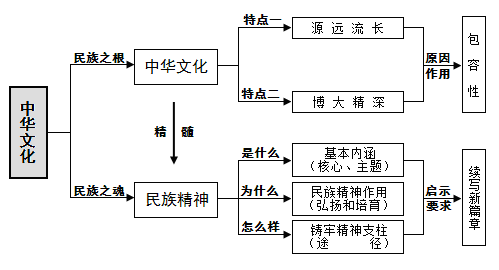 中华文化
民族之根
中华文化
特点一
源远流长
特点二
博大精深
原因
作用
包容性
精 髓
民族之魂
民族精神
是什么
基本内涵
（核心、主题）
为什么
民族精神作用
（弘扬和培育）
怎么样
铸牢精神支柱
（途 径）
启示
要求
续写新篇章